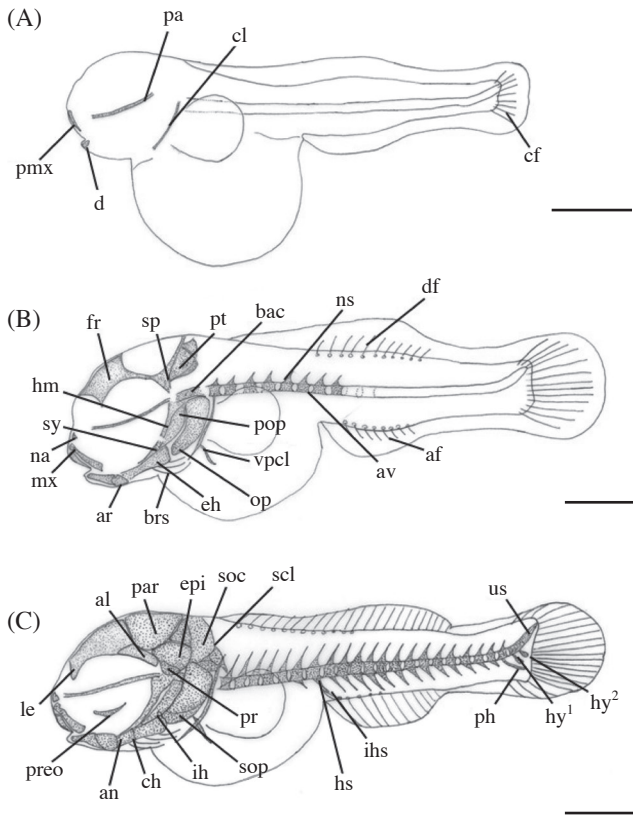 (A)
pa
cl
pmx
d
cf
(B)
fr
sp
pt
bac
ns
df
hm
sy
na
mx
ar
brs
eh
op
pop
vpcl
av
af
(C)
al
par
epi
soc
scl
us
le
preo
an
ch
ih
sop
pr
hs
ihs
ph
hy¹
hy²